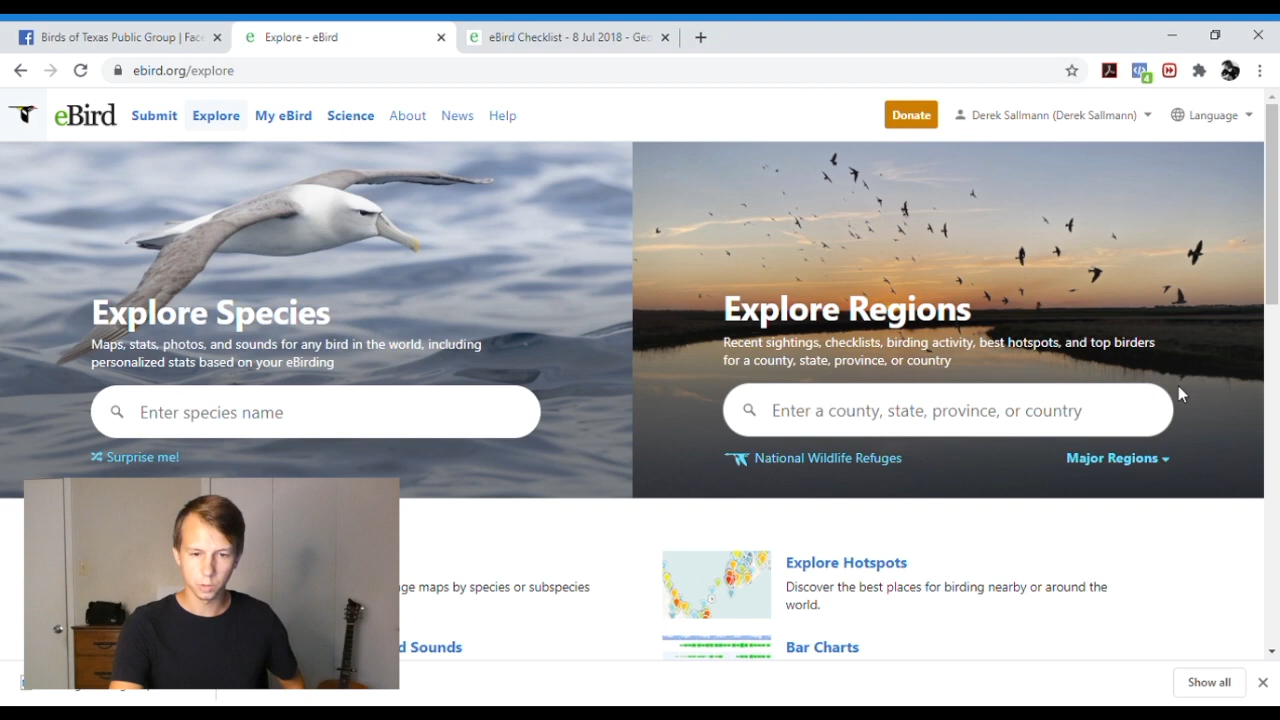 Birds of Texas Public Group | Face
Explore - eBird
eBird Checklist - 8 Jul 2018 - Geo
ebird.org/explore
4
eBird
Submit
Explore
My eBird
Science
About
News
Help
Donate
Derek Sallmann (Derek Sallmann)
Language
Explore Species
Maps, stats, photos, and sounds for any bird in the world, including
personalized stats based on your eBirding
Enter species name
Surprise me!
Explore Regions
Recent sightings, checklists, birding activity, best hotspots, and top birders
for a county, state, province, or country
Enter a county, state, province, or country
National Wildlife Refuges
Major Regions
ge maps by species or subspecies
d Sounds
Explore Hotspots
Discover the best places for birding nearby or around the
world.
Bar Charts
Show all